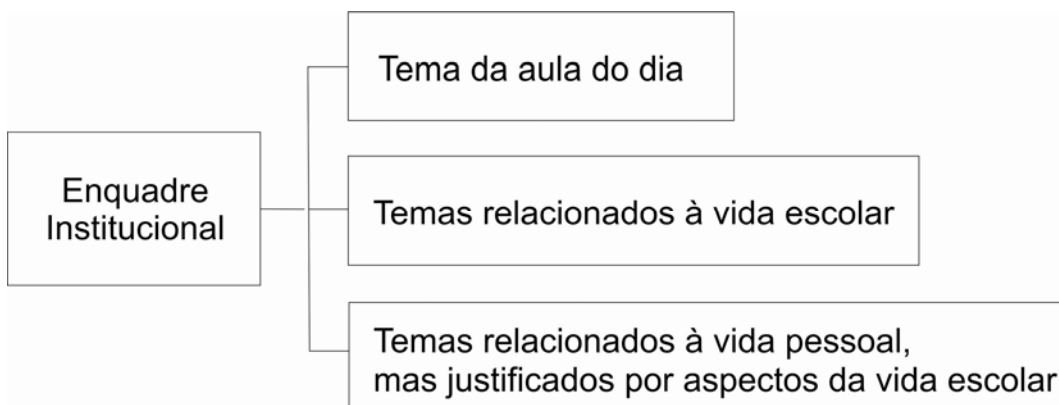 Tema da aula do dia
Enquadre
Institucional
Temas relacionados à vida escolar
Temas relacionados à vida pessoal,
mas justificados por aspectos da vida escolar